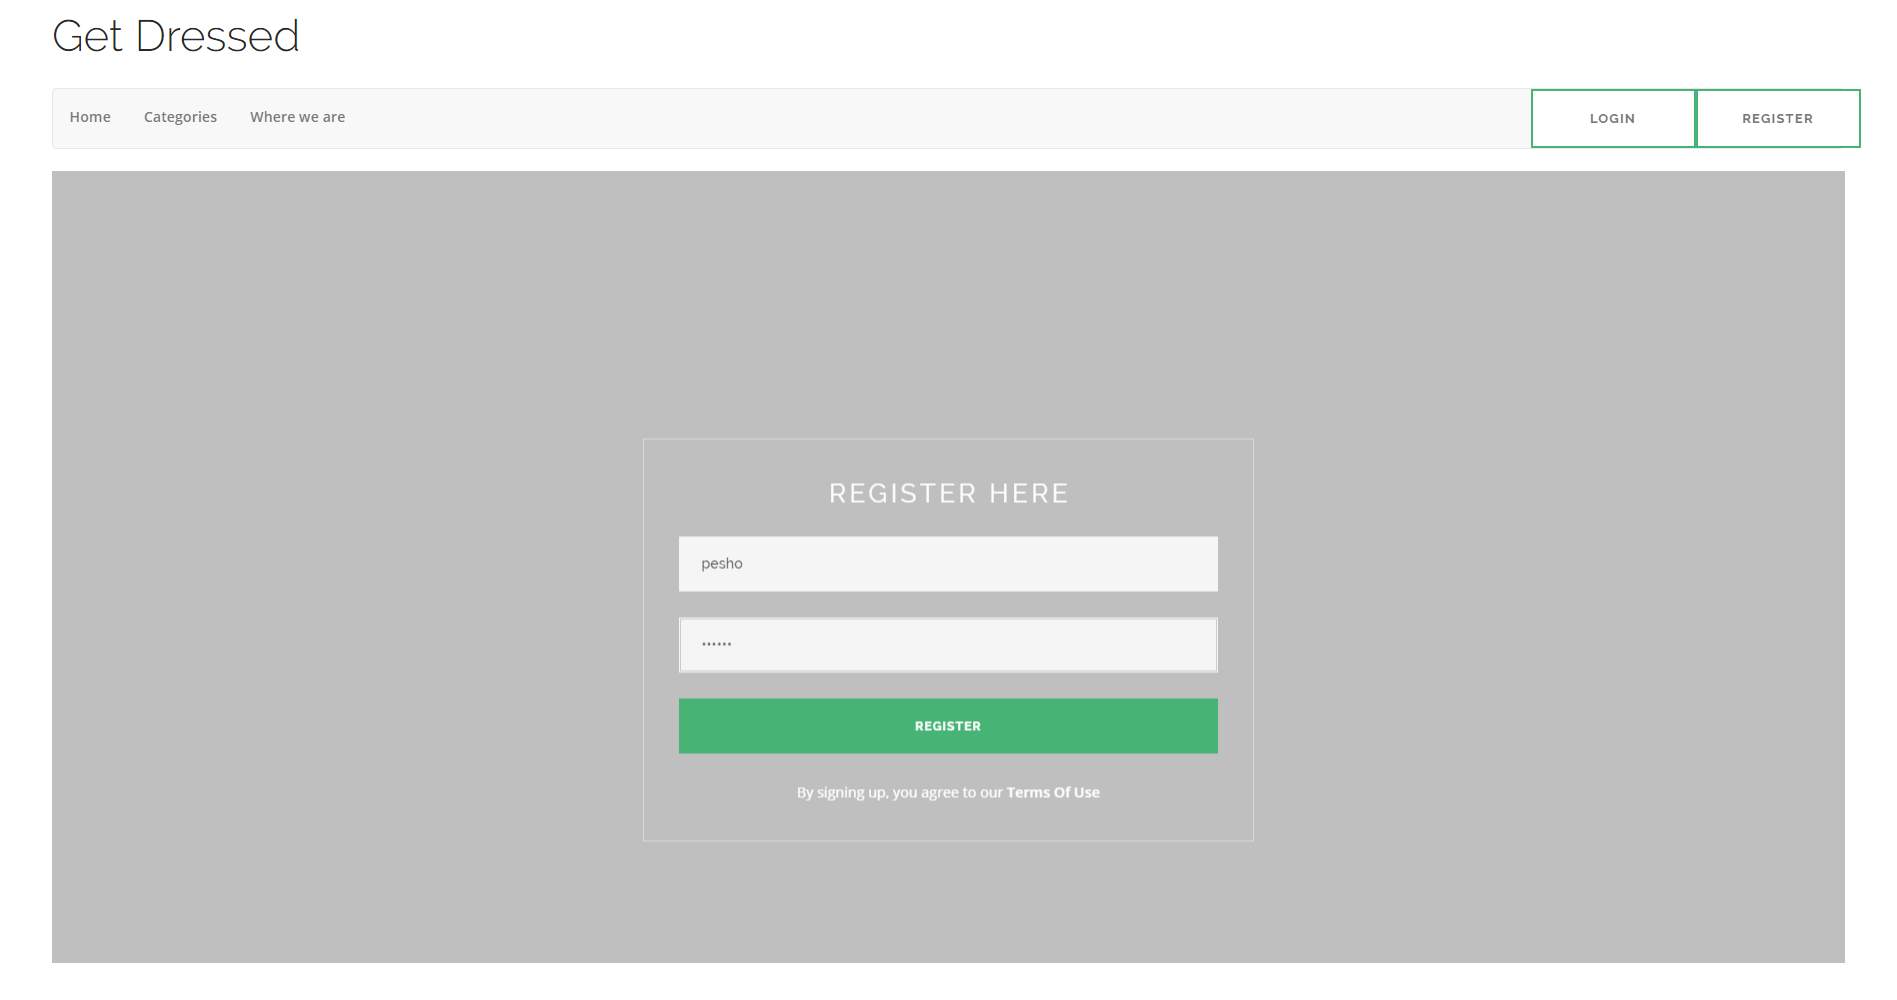 Get Dressed
Home Categories Where we are LOGIN REGISTER
REGISTER HERE
pesho
••••••
REGISTER
By signing up, you agree to our Terms Of Use